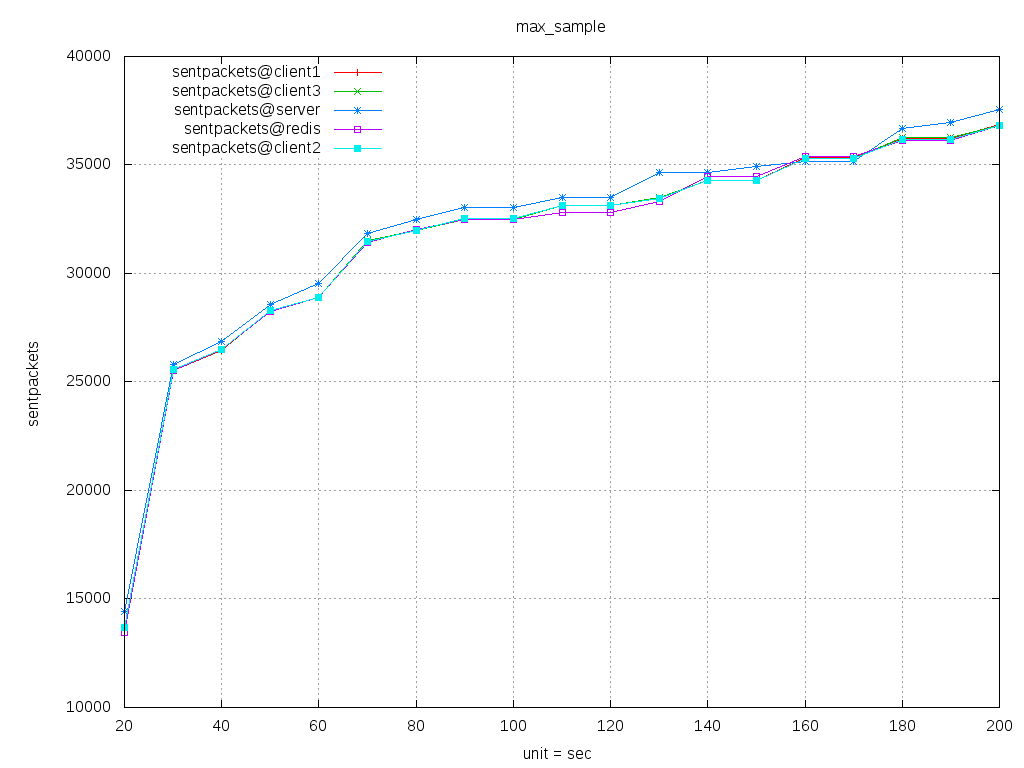 max_sample
40000
35000
30000
25000
20000
15000
10000
sentpackets
sentpackets@client1
sentpackets@client3
sentpackets@server
sentpackets@redis
sentpackets@client2
20 40 60 80 100 120 140 160 180 200
unit = sec